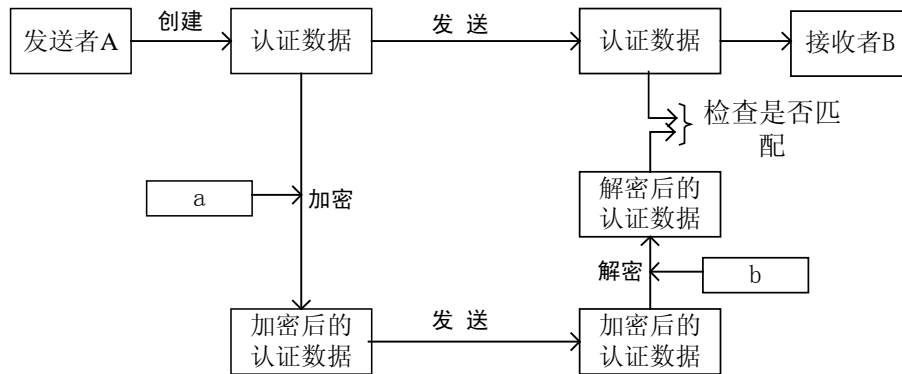 发送者A
创建
认证数据
发 送
认证数据
接收者B
检查是否匹
配
a
加密
解密后的
认证数据
解密
b
加密后的
认证数据
发 送
加密后的
认证数据